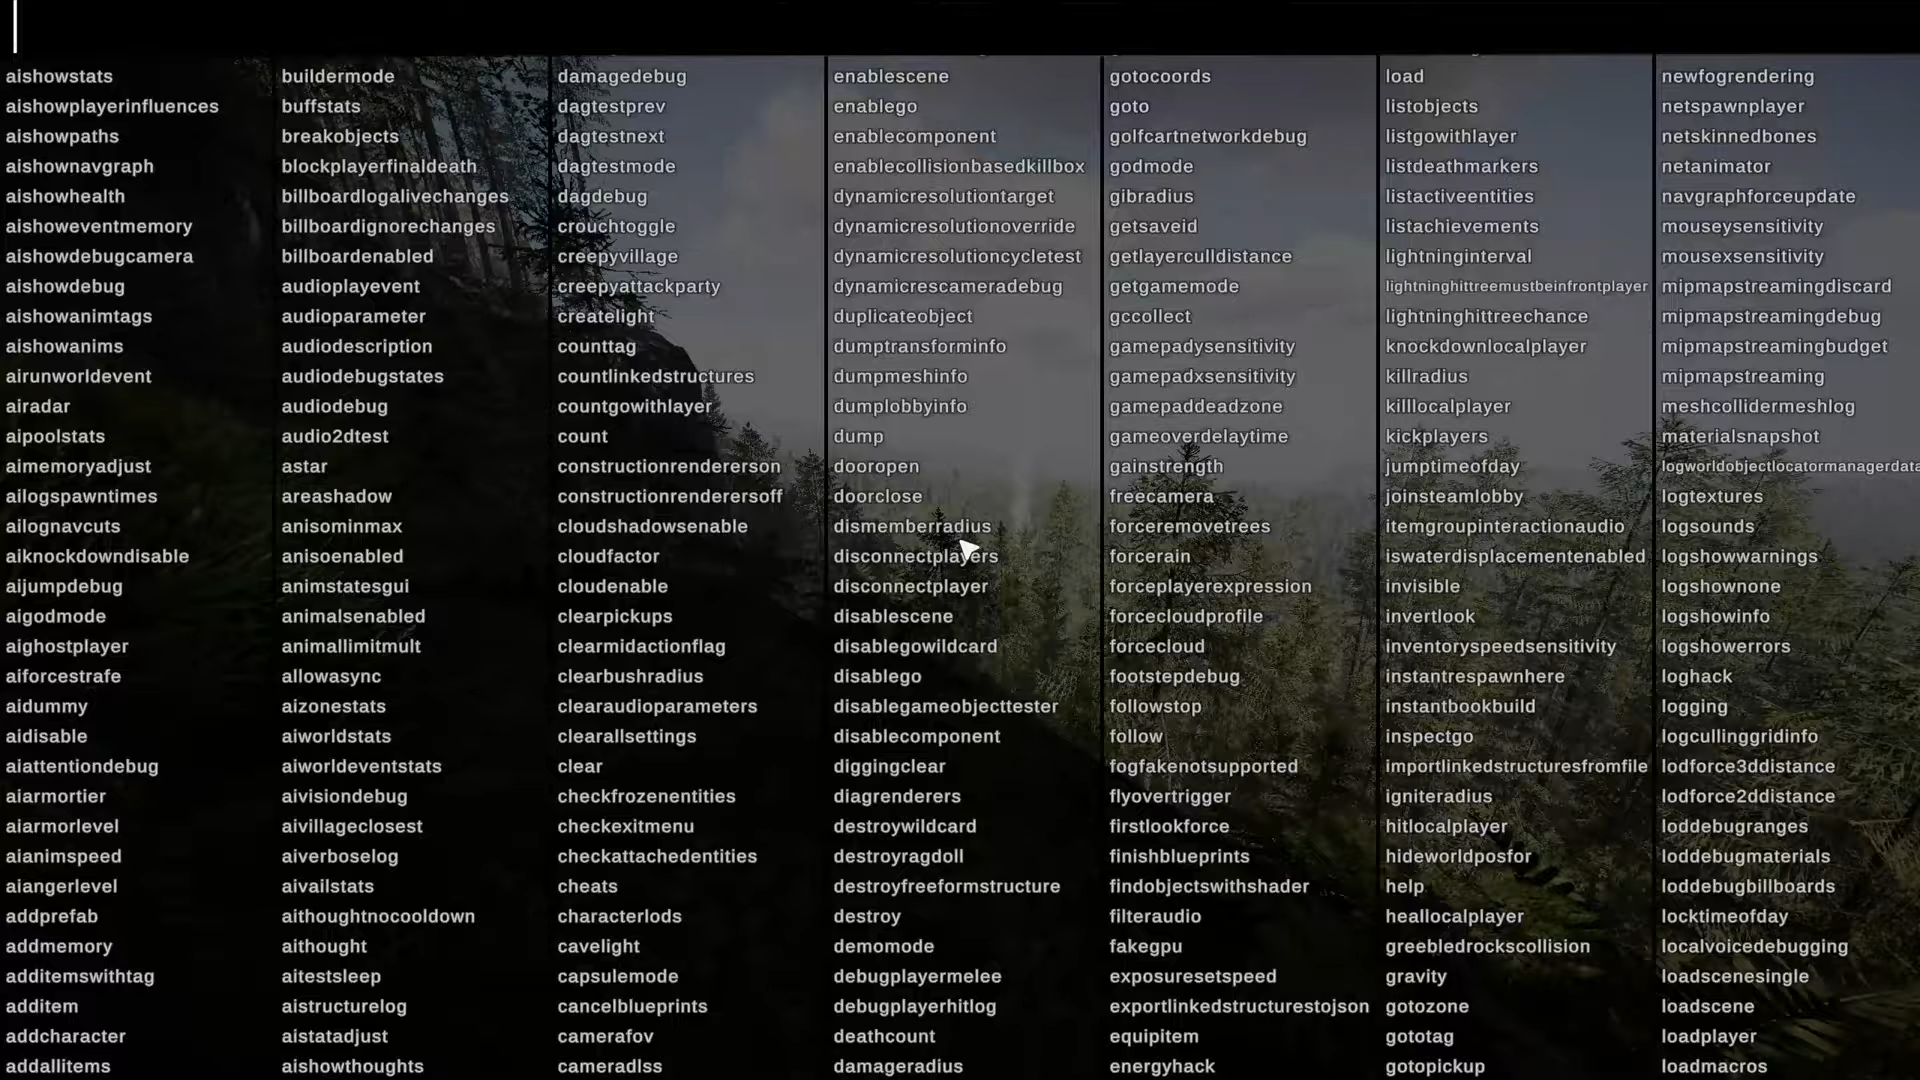 aishowstats
aishowplayerinfluences
aishowpaths
aishownavgraph
aishowhealth
aishoweventmemory
aishowdebugcamera
aishowdebug
aishowanimtags
aishowanims
airunworldevent
airadar
aipoolstats
aimemoryadjust
ailogspawntimes
ailognavcuts
aiknockdowndisable
aijumpdebug
aigodmode
aighostplayer
aiforcestrafe
aidummy
aidisable
aiattentiondebug
aiarmortier
aiarmorlevel
aianimspeed
aiangerlevel
addprefab
addmemory
additemswithtag
additem
addcharacter
addallitems
buildermode
buffstats
breakobjects
blockplayerfinaldeath
billboardlogalivechanges
billboardignorechanges
billboardenabled
audioplayevent
audioparameter
audiodescription
audiodebugstates
audiodebug
audio2dtest
astar
areashadow
anisominmax
anisoenabled
animstatesgui
animalsenabled
animallimitmult
allowasync
aizonestats
aiworldstats
aiworldeventstats
aivisiondebug
aivillageclosest
aiverboselog
aivailstats
aithoughtnocooldown
aithought
aitestsleep
aistructurelog
aistatadjust
aishowthoughts
damagedebug
dagtestprev
dagtestnext
dagtestmode
dagdebug
crouchtoggle
creepyvillage
creepyattackparty
createlight
counttag
countlinkedstructures
countgowithlayer
count
constructionrendererson
constructionrenderersoff
cloudshadowsenable
cloudfactor
cloudenable
clearpickups
clearmidactionflag
clearbushradius
clearaudioparameters
clearallsettings
clear
checkfrozenentities
checkexitmenu
checkattachedentities
cheats
characterlods
cavelight
capsulemode
cancelblueprints
camerafov
cameradlss
enablescene
enablego
enablecomponent
enablecollisionbasedkillbox
dynamicresolutiontarget
dynamicresolutionoverride
dynamicresolutioncycletest
dynamicrescameradebug
duplicateobject
dumptransforminfo
dumpmeshinfo
dumplobbyinfo
dump
dooropen
doorclose
dismemberradius
disconnectplayers
disconnectplayer
disablescene
disablegowildcard
disablego
disablegameobjecttester
disablecomponent
diggingclear
diagrenderers
destroywildcard
destroyragdoll
destroyfreeformstructure
destroy
demomode
debugplayermelee
debugplayerhitlog
deathcount
damageradius
gotocoords
goto
golfcartnetworkdebug
godmode
gibradius
getsaveid
getlayerculldistance
getgamemode
gccollect
gamepadysensitivity
gamepadxsensitivity
gamepaddeadzone
gameoverdelaytime
gainstrength
freecamera
forceremovetrees
forcerain
forceplayerexpression
forcecloudprofile
forcecloud
footstepdebug
followstop
follow
fogfakenotsupported
flyovertrigger
firstlookforce
finishblueprints
findobjectswithshader
filteraudio
fakegpu
exposuresetspeed
exportlinkedstructurestojson
equipitem
energyhack
load
listobjects
listgowithlayer
listdeathmarkers
listactiveentities
listachievements
lightninginterval
lightninghittreemustbeinfrontplayer
lightninghittreechance
knockdownlocalplayer
killradius
killlocalplayer
kickplayers
jumptimeofday
joinsteamlobby
itemgroupinteractionaudio
iswaterdisplacementenabled
invisible
invertlook
inventoryspeedsensitivity
instantrespawnhere
instantbookbuild
inspectgo
importlinkedstructuresfromfile
igniteradius
hitlocalplayer
hideworldposfor
help
heallocalplayer
greebledrockscollision
gravity
gotozone
gototag
gotopickup
newfogrendering
netspawnplayer
netskinnedbones
netanimator
navgraphforceupdate
mouseysensitivity
mousexsensitivity
mipmapstreamingdiscard
mipmapstreamingdebug
mipmapstreamingbudget
mipmapstreaming
meshcollidermeshlog
materialsnapshot
logworldobjectlocatormanagerdata
logtextures
logsounds
logshowwarnings
logshownone
logshowinfo
logshowerrors
loghack
logging
logcullinggridinfo
lodforce3ddistance
lodforce2ddistance
loddebugranges
loddebugmaterials
loddebugbillboards
locktimeofday
localvoicedebugging
loadscenesingle
loadscene
loadplayer
loadmacros